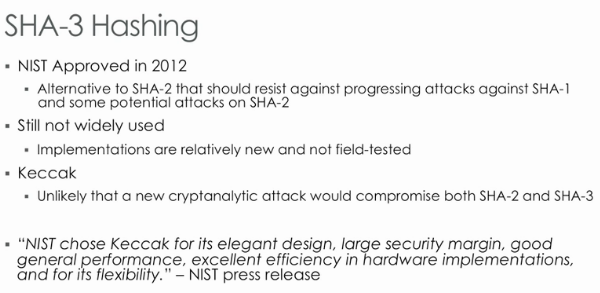 SHA-3 Hashing
▪ NIST Approved in 2012
▪ Alternative to SHA-2 that should resist against progressing attacks against SHA-1
and some potential attacks on SHA-2
▪ Still not widely used
▪ Implementations are relatively new and not field-tested
▪ Keccak
▪ Unlikely that a new cryptanalytic attack would compromise both SHA-2 and SHA-3
▪ “NIST chose Keccak for its elegant design, large security margin, good
general performance, excellent efficiency in hardware implementations,
and for its flexibility.” – NIST press release